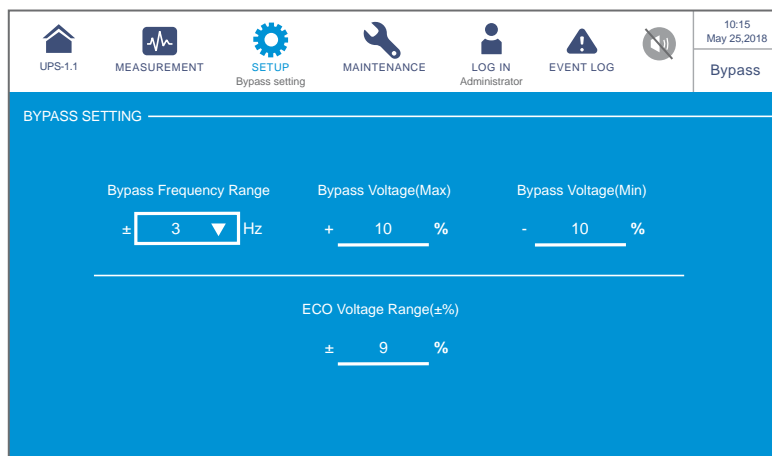 10:15
May 25,2018
UPS-1.1
MEASUREMENT
SETUP
Bypass setting
MAINTENANCE
LOG IN
Administrator
EVENT LOG
Bypass
BYPASS SETTING
Bypass Frequency Range
Bypass Voltage(Max)
Bypass Voltage(Min)
± 3 Hz
+ 10 %
- 10 %
ECO Voltage Range(±%)
± 9 %